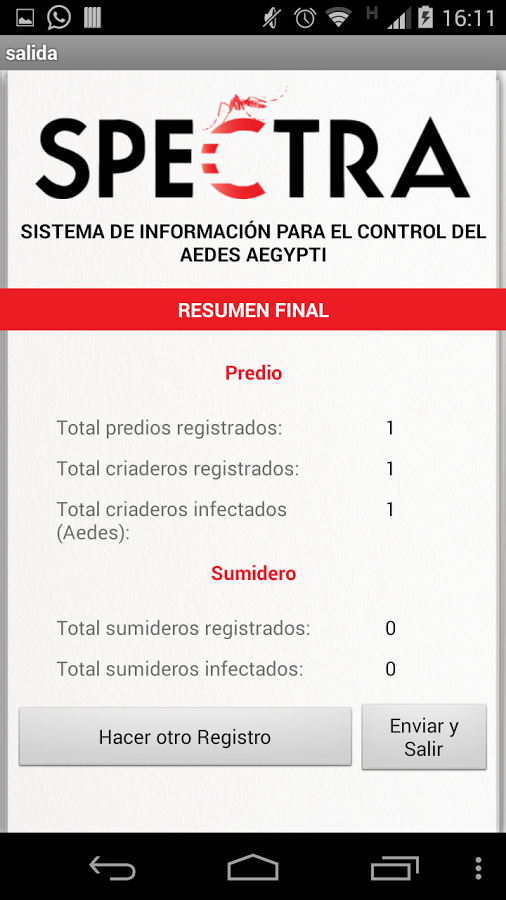 H 16:11
salida
SPECTRA
SISTEMA DE INFORMACIÓN PARA EL CONTROL DEL
AEDES AEGYPTI
RESUMEN FINAL
Predio
Total predios registrados: 1
Total criaderos registrados: 1
Total criaderos infectados 1
(Aedes):
Sumidero
Total sumideros registrados: 0
Total sumideros infectados: 0
Hacer otro Registro
Enviar y
Salir